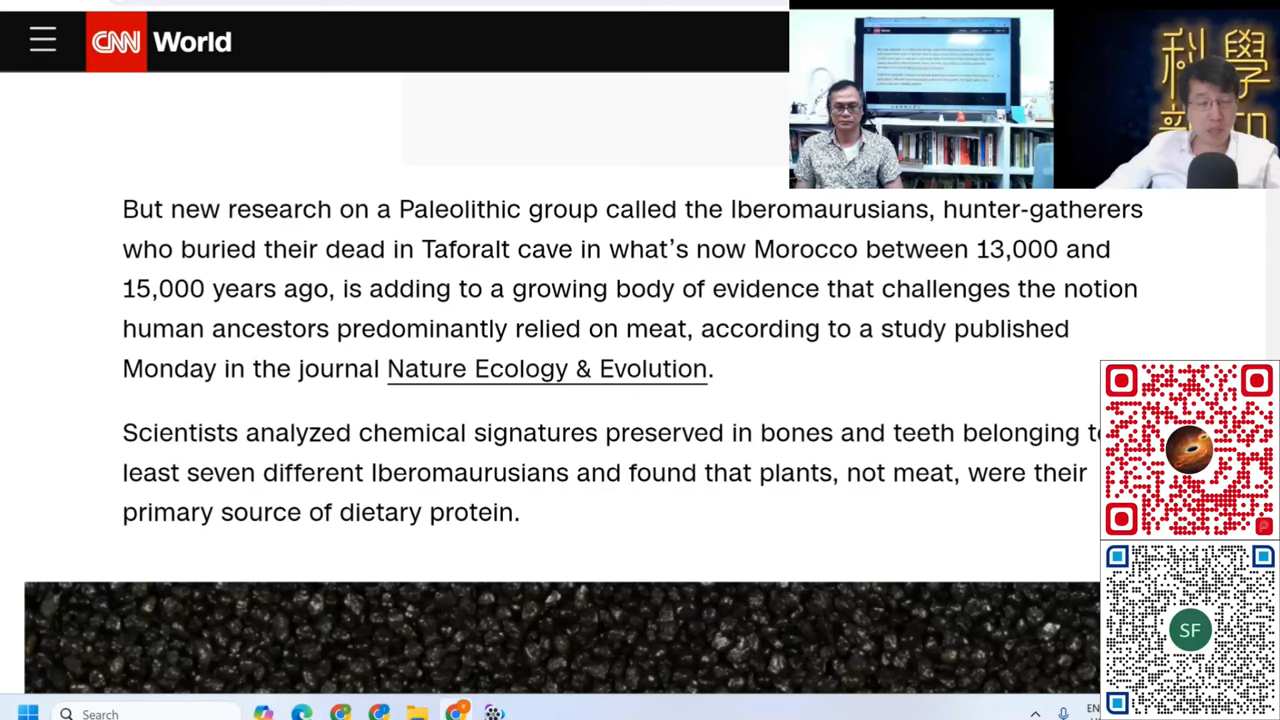 CNN World
科學
But new research on a Paleolithic group called the Iberomaurusians, hunter-gatherers
who buried their dead in Taforalt cave in what's now Morocco between 13,000 and
15,000 years ago, is adding to a growing body of evidence that challenges the notion
human ancestors predominantly relied on meat, according to a study published
Monday in the journal Nature Ecology & Evolution.
Scientists analyzed chemical signatures preserved in bones and teeth belonging
least seven different Iberomaurusians and found that plants, not meat, were their
primary source of dietary protein.
SF
Search
EN